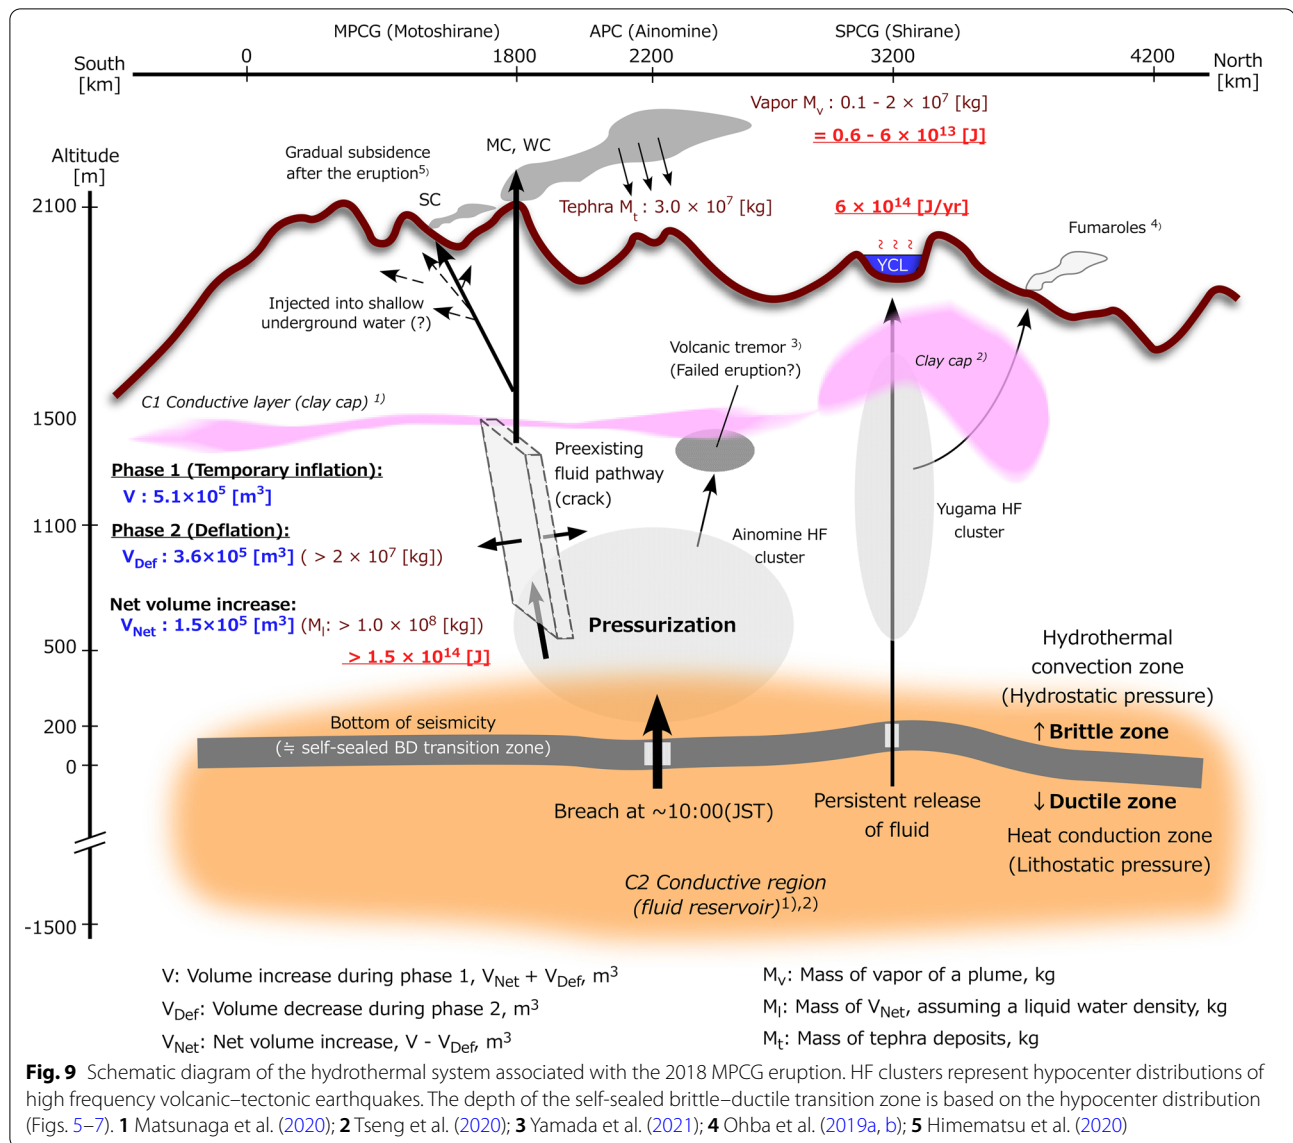 MPCG (Motoshirane)
APC (Ainomine)
SPCG (Shirane)
South
[km]
0
1800
2200
3200
4200
North
[km]
Vapor Mv : 0.1 - 2 × 10⁷ [kg]
= 0.6 - 6 × 10¹³ [J]
Altitude
[m]
Gradual subsidence
after the eruption⁵⁾
MC, WC
SC
2100
Tephra Mt : 3.0 × 10⁷ [kg]
6 × 10¹⁴ [J/yr]
Fumaroles ⁴⁾
YCL
Injected into shallow
underground water (?)
Volcanic tremor ³⁾
(Failed eruption?)
Clay cap ²⁾
C1 Conductive layer (clay cap) ¹⁾
1500
Preexisting
fluid pathway
(crack)
Phase 1 (Temporary inflation):
V : 5.1×10⁵ [m³]
1100
Phase 2 (Deflation):
VDef : 3.6×10⁵ [m³] ( > 2 × 10⁷ [kg])
Ainomine HF
cluster
Yugama HF
cluster
Net volume increase:
VNet : 1.5×10⁵ [m³] (Ml: > 1.0 × 10⁸ [kg])
> 1.5 × 10¹⁴ [J]
Pressurization
500
Hydrothermal
convection zone
(Hydrostatic pressure)
200
Bottom of seismicity
(≒ self-sealed BD transition zone)
↑ Brittle zone
0
Breach at ~10:00(JST)
Persistent release
of fluid
↓ Ductile zone
Heat conduction zone
(Lithostatic pressure)
C2 Conductive region
(fluid reservoir)¹⁾,²⁾
-1500
V: Volume increase during phase 1, VNet + VDef, m³
VDef: Volume decrease during phase 2, m³
VNet: Net volume increase, V - VDef, m³
Mv: Mass of vapor of a plume, kg
Ml: Mass of VNet, assuming a liquid water density, kg
Mt: Mass of tephra deposits, kg
Fig. 9 Schematic diagram of the hydrothermal system associated with the 2018 MPCG eruption. HF clusters represent hypocenter distributions of
high frequency volcanic–tectonic earthquakes. The depth of the self-sealed brittle–ductile transition zone is based on the hypocenter distribution
(Figs. 5–7). 1 Matsunaga et al. (2020); 2 Tseng et al. (2020); 3 Yamada et al. (2021); 4 Ohba et al. (2019a, b); 5 Himematsu et al. (2020)